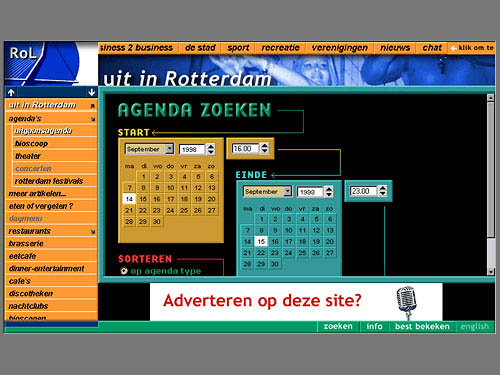 RoL
siness 2 business de stad sport recreatie verenigingen nieuws chat klik om te
uit in Rotterdam
uit in Rotterdam
agenda's
uitgaansagenda
bioscoop
theater
concerten
rotterdam festivals
meer artikelen...
eten of vergeten ?
dagmenu
restaurants
brasserie
eetcafe
dinner-entertainment
cafe's
discotheken
nachtclubs
bioscopen
AGENDA ZOEKEN
START
September 1998 16.00
ma di wo do vr za zo
1 2 3 4 5 6
7 8 9 10 11 12 13
14 15 16 17 18 19 20
21 22 23 24 25 26 27
28 29 30
EINDE
September 1998 23.00
ma di wo do vr za zo
1 2 3 4 5 6
7 8 9 10 11 12 13
14 15 16 17 18 19 20
21 22 23 24 25 26 27
28 29 30
SORTEREN
op agenda type
Adverteren op deze site?
zoeken info best bekeken english